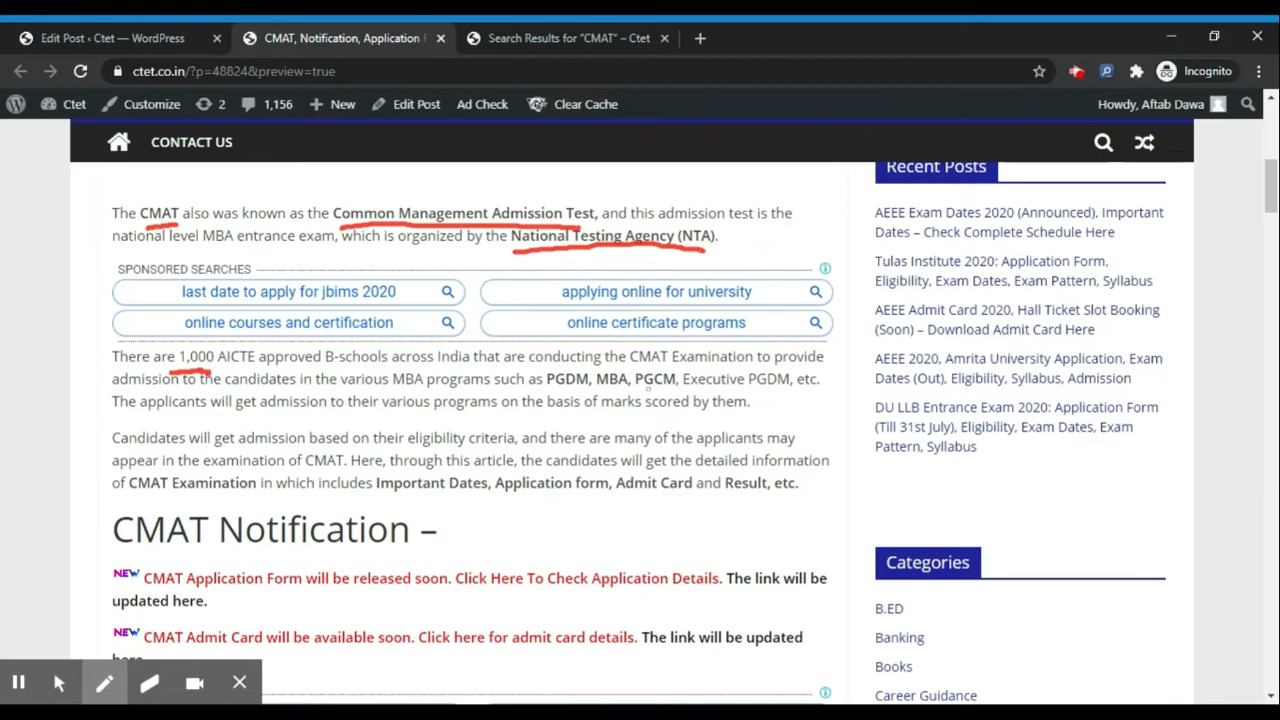 Edit Post ‹ Ctet — WordPress
CMAT, Notification, Application F
Search Results for "CMAT" – Ctet
ctet.co.in/?p=48824&preview=true
Incognito
Ctet
Customize
2
1,156
New
Edit Post
Ad Check
Clear Cache
Howdy, Aftab Dawa
CONTACT US
The CMAT also was known as the Common Management Admission Test, and this admission test is the
national level MBA entrance exam, which is organized by the National Testing Agency (NTA).
SPONSORED SEARCHES
last date to apply for jbims 2020
applying online for university
online courses and certification
online certificate programs
There are 1,000 AICTE approved B-schools across India that are conducting the CMAT Examination to provide
admission to the candidates in the various MBA programs such as PGDM, MBA, PGCM, Executive PGDM, etc.
The applicants will get admission to their various programs on the basis of marks scored by them.
Candidates will get admission based on their eligibility criteria, and there are many of the applicants may
appear in the examination of CMAT. Here, through this article, the candidates will get the detailed information
of CMAT Examination in which includes Important Dates, Application form, Admit Card and Result, etc.
CMAT Notification –
NEW CMAT Application Form will be released soon. Click Here To Check Application Details. The link will be
updated here.
NEW CMAT Admit Card will be available soon. Click here for admit card details. The link will be updated
here.
Recent Posts
AEEE Exam Dates 2020 (Announced), Important
Dates – Check Complete Schedule Here
Tulas Institute 2020: Application Form,
Eligibility, Exam Dates, Exam Pattern, Syllabus
AEEE Admit Card 2020, Hall Ticket Slot Booking
(Soon) – Download Admit Card Here
AEEE 2020, Amrita University Application, Exam
Dates (Out), Eligibility, Syllabus, Admission
DU LLB Entrance Exam 2020: Application Form
(Till 31st July), Eligibility, Exam Dates, Exam
Pattern, Syllabus
Categories
B.ED
Banking
Books
Career Guidance